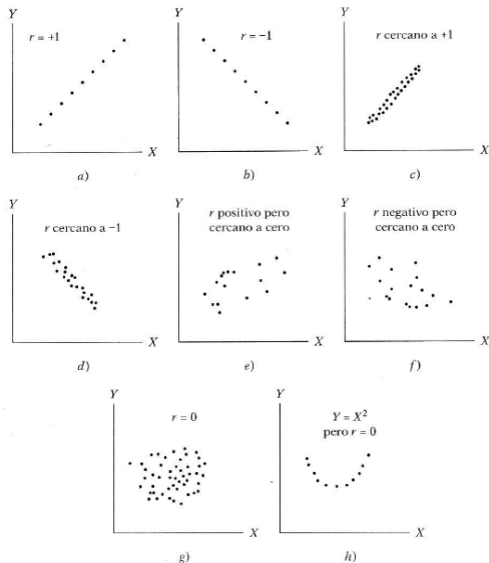 Y
r = +1
X
a)
Y
r = −1
X
b)
Y
r cercano a +1
X
c)
Y
r cercano a −1
X
d)
Y
r positivo pero
cercano a cero
X
e)
Y
r negativo pero
cercano a cero
X
f)
Y
r = 0
X
g)
Y
Y = X²
pero r = 0
X
h)